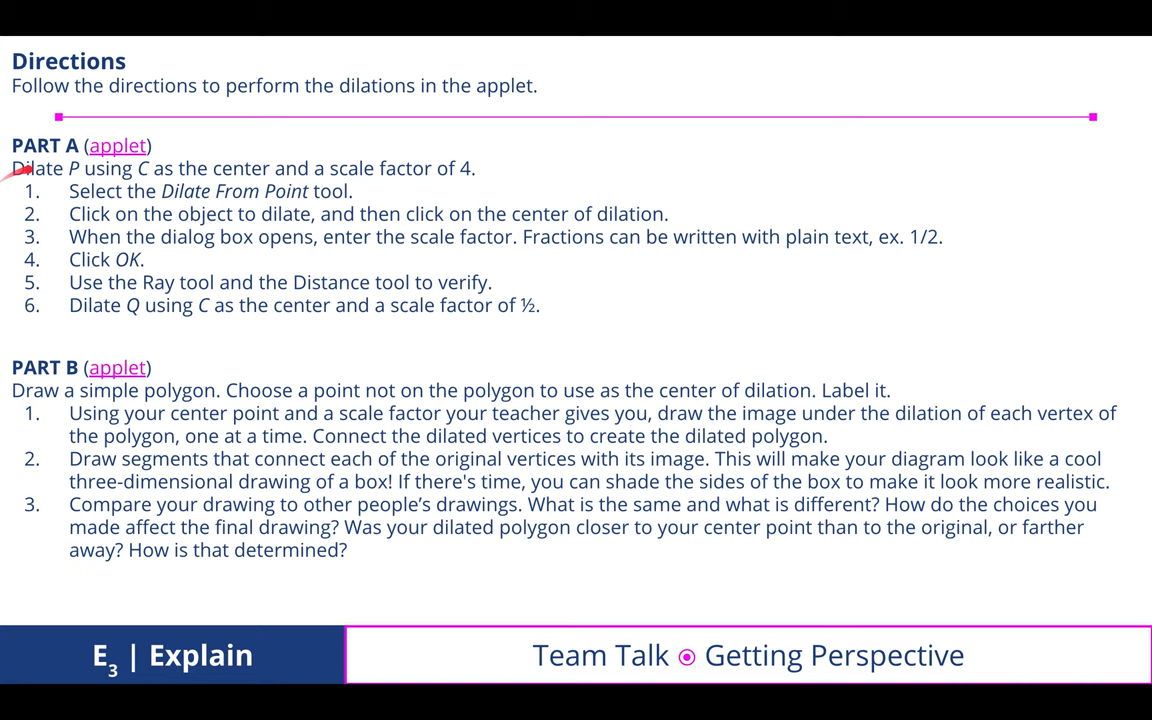 Directions
Follow the directions to perform the dilations in the applet.
PART A (applet)
Dilate P using C as the center and a scale factor of 4.
1. Select the Dilate From Point tool.
2. Click on the object to dilate, and then click on the center of dilation.
3. When the dialog box opens, enter the scale factor. Fractions can be written with plain text, ex. 1/2.
4. Click OK.
5. Use the Ray tool and the Distance tool to verify.
6. Dilate Q using C as the center and a scale factor of ½.
PART B (applet)
Draw a simple polygon. Choose a point not on the polygon to use as the center of dilation. Label it.
1. Using your center point and a scale factor your teacher gives you, draw the image under the dilation of each vertex of
the polygon, one at a time. Connect the dilated vertices to create the dilated polygon.
2. Draw segments that connect each of the original vertices with its image. This will make your diagram look like a cool
three-dimensional drawing of a box! If there's time, you can shade the sides of the box to make it look more realistic.
3. Compare your drawing to other people’s drawings. What is the same and what is different? How do the choices you
made affect the final drawing? Was your dilated polygon closer to your center point than to the original, or farther
away? How is that determined?
E3 | Explain
Team Talk ⦿ Getting Perspective